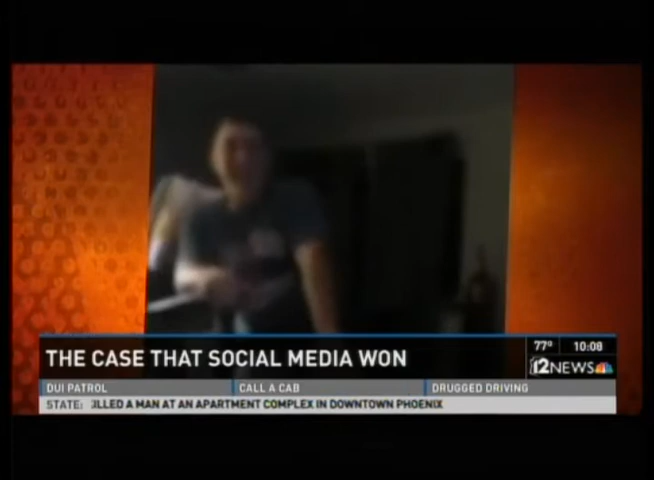 THE CASE THAT SOCIAL MEDIA WON
77° 10:08
12NEWS
DUI PATROL CALL A CAB DRUGGED DRIVING
STATE: ILLED A MAN AT AN APARTMENT COMPLEX IN DOWNTOWN PHOENIX